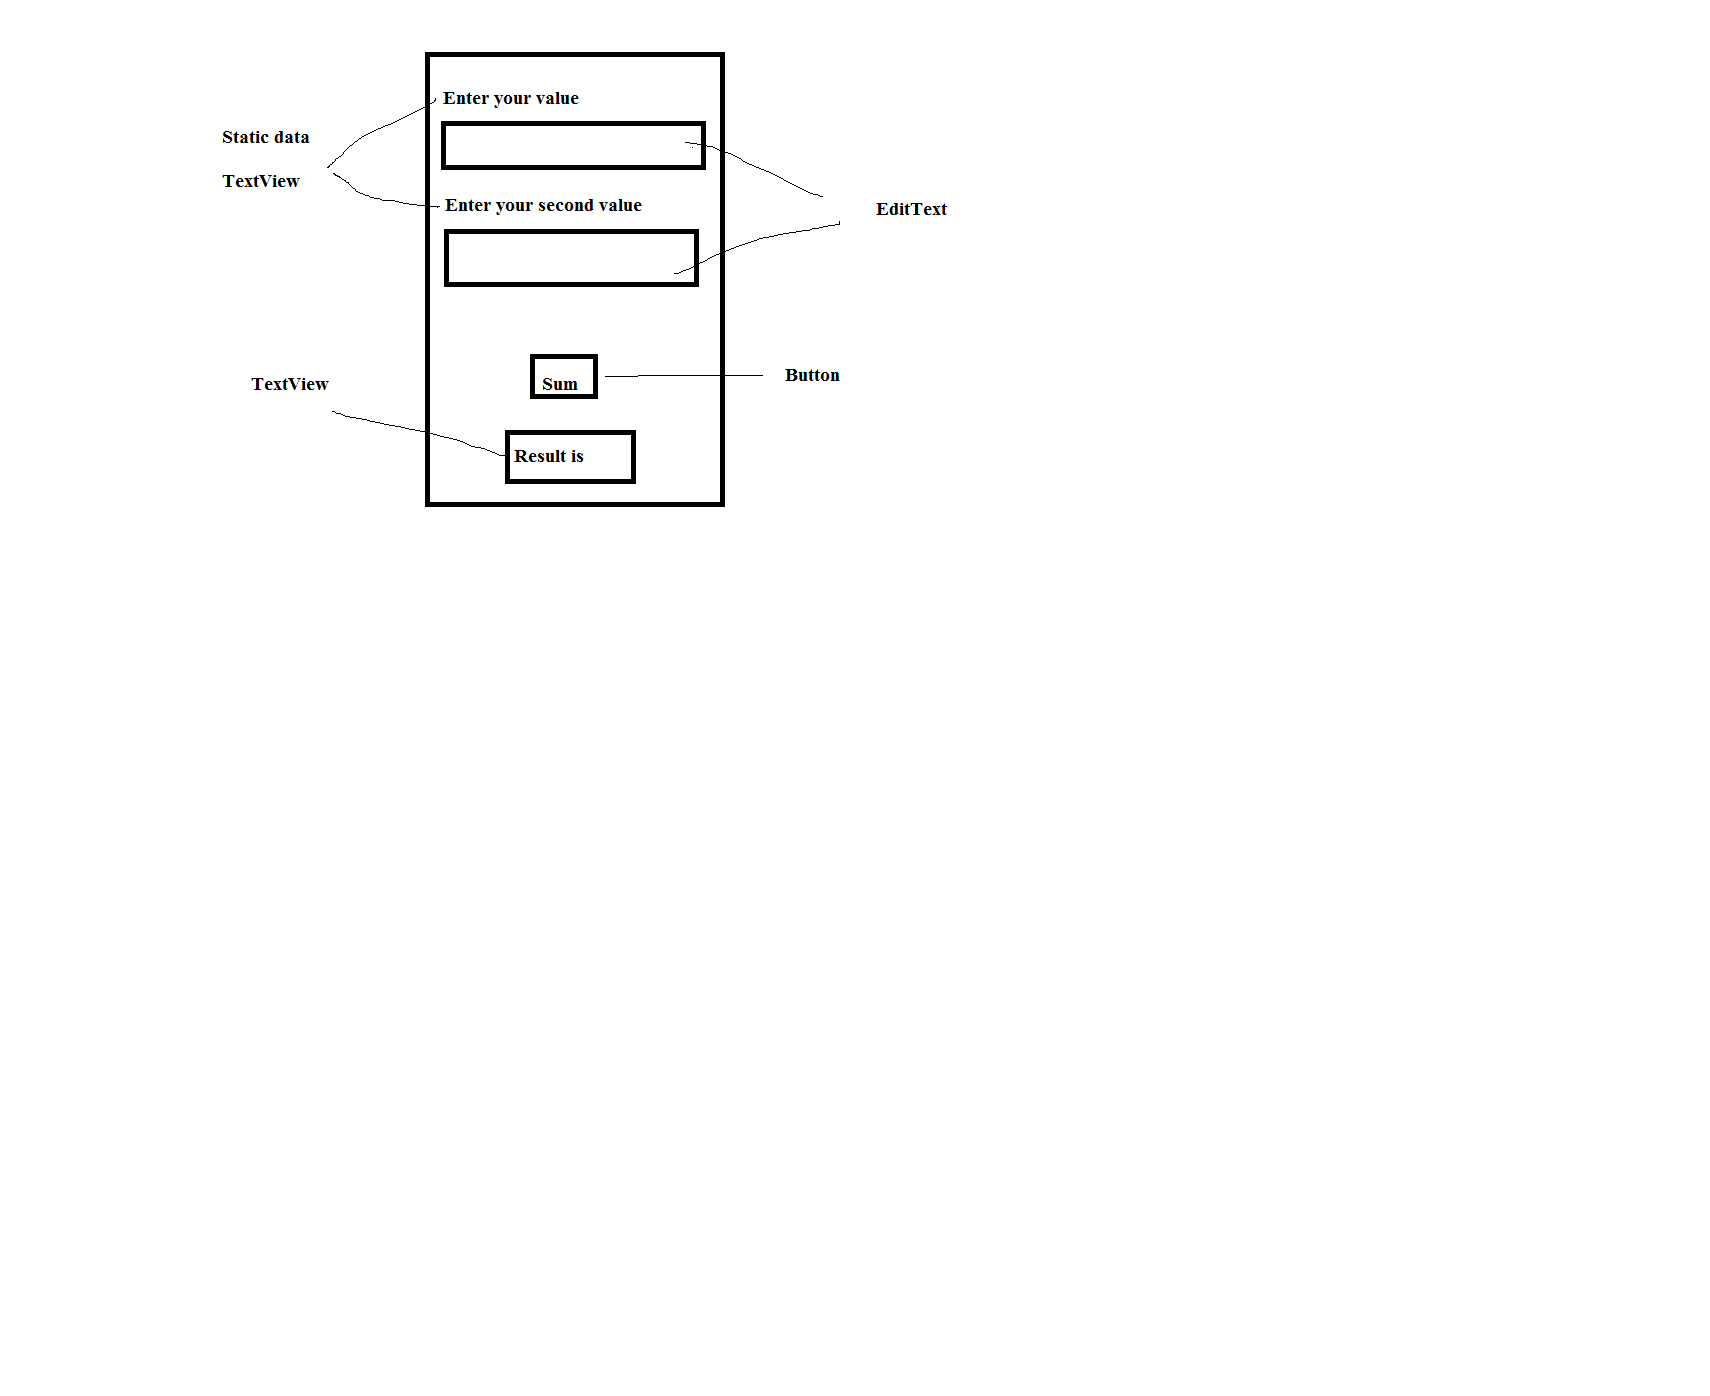 Enter your value
Static data
TextView
Enter your second value
EditText
TextView
Button
Sum
Result is